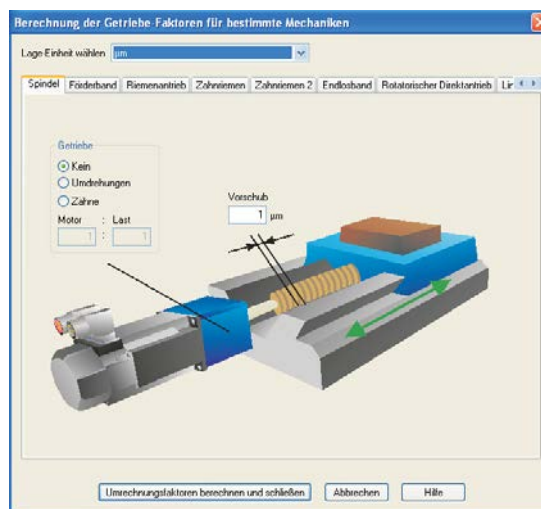 Berechnung der Getriebe Faktoren für bestimmte Mechaniken
Lage-Einheit wählen µm
Spindel Förderband Riemenantrieb Zahnriemen Zahnriemen 2 Endlosband Rotatorischer Direktantrieb Lir
Getriebe
Kein
Umdrehungen
Zähne
Motor : Last
1 : 1
Vorschub
1 µm
Umrechnungsfaktoren berechnen und schließen Abbrechen Hilfe